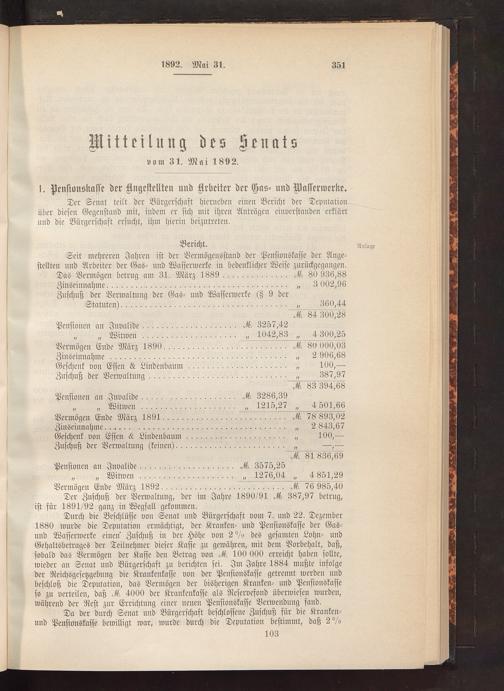 1892. Mai 31. 351
Mitteilung des Senats
vom 31. Mai 1892.
1. Pensionskasse der Angestellten und Arbeiter der Gas- und Wasserwerke.
Der Senat teilt der Bürgerschaft hierneben einen Bericht der Deputation
über diesen Gegenstand mit, indem er sich mit ihren Anträgen einverstanden erklärt
und die Bürgerschaft ersucht, ihm hierin beizutreten.
Bericht.
Anlage
Seit mehreren Jahren ist der Vermögensstand der Pensionskasse der Ange-
stellten und Arbeiter der Gas- und Wasserwerke in bedenklicher Weise zurückgegangen.
Das Vermögen betrug am 31. März 1889 ........ M. 80 936,88
Zinseinnahme ........ „ 3 002,96
Zuschuß der Verwaltung der Gas- und Wasserwerke (§ 9 der
Statuten) ........ „ 360,44
M. 84 300,28
Pensionen an Invalide ........ M. 3257,42
„ „ Witwen ........ „ 1042,83 „ 4 300,25
Vermögen Ende März 1890 ........ M. 80 000,03
Zinseinnahme ........ „ 2 906,68
Geschenk von Essen & Lindenbaum ........ „ 100,—
Zuschuß der Verwaltung ........ „ 387,97
M. 83 394,68
Pensionen an Invalide ........ M. 3286,39
„ „ Witwen ........ „ 1215,27 „ 4 501,66
Vermögen Ende März 1891 ........ M. 78 893,02
Zinseinnahme ........ „ 2 843,67
Geschenk von Essen & Lindenbaum ........ „ 100,—
Zuschuß der Verwaltung (keinen) ........ „ —,—
M. 81 836,69
Pensionen an Invalide ........ M. 3575,25
„ „ Witwen ........ „ 1276,04 „ 4 851,29
Vermögen Ende März 1892 ........ M. 76 985,40
Der Zuschuß der Verwaltung, der im Jahre 1890/91 M. 387,97 betrug,
ist für 1891/92 ganz in Wegfall gekommen.
Durch die Beschlüsse von Senat und Bürgerschaft vom 7. und 22. Dezember
1880 wurde die Deputation ermächtigt, der Kranken- und Pensionskasse der Gas-
und Wasserwerke einen Zuschuß in der Höhe von 2 % des gesamten Lohn- und
Gehaltsbetrages der Teilnehmer dieser Kasse zu gewähren, mit dem Vorbehalt, daß,
sobald das Vermögen der Kasse den Betrag von M. 100 000 erreicht haben sollte,
wieder an Senat und Bürgerschaft zu berichten sei. Im Jahre 1884 mußte infolge
der Reichsgesetzgebung die Krankenkasse von der Pensionskasse getrennt werden und
beschloß die Deputation, das Vermögen der bisherigen Kranken- und Pensionskasse
so zu verteilen, daß M. 4000 der Krankenkasse als Reservefond überwiesen wurden,
während der Rest zur Errichtung einer neuen Pensionskasse Verwendung fand.
Da der durch Senat und Bürgerschaft beschlossene Zuschuß für die Kranken-
und Pensionskasse bewilligt war, wurde durch die Deputation bestimmt, daß 2 %
103